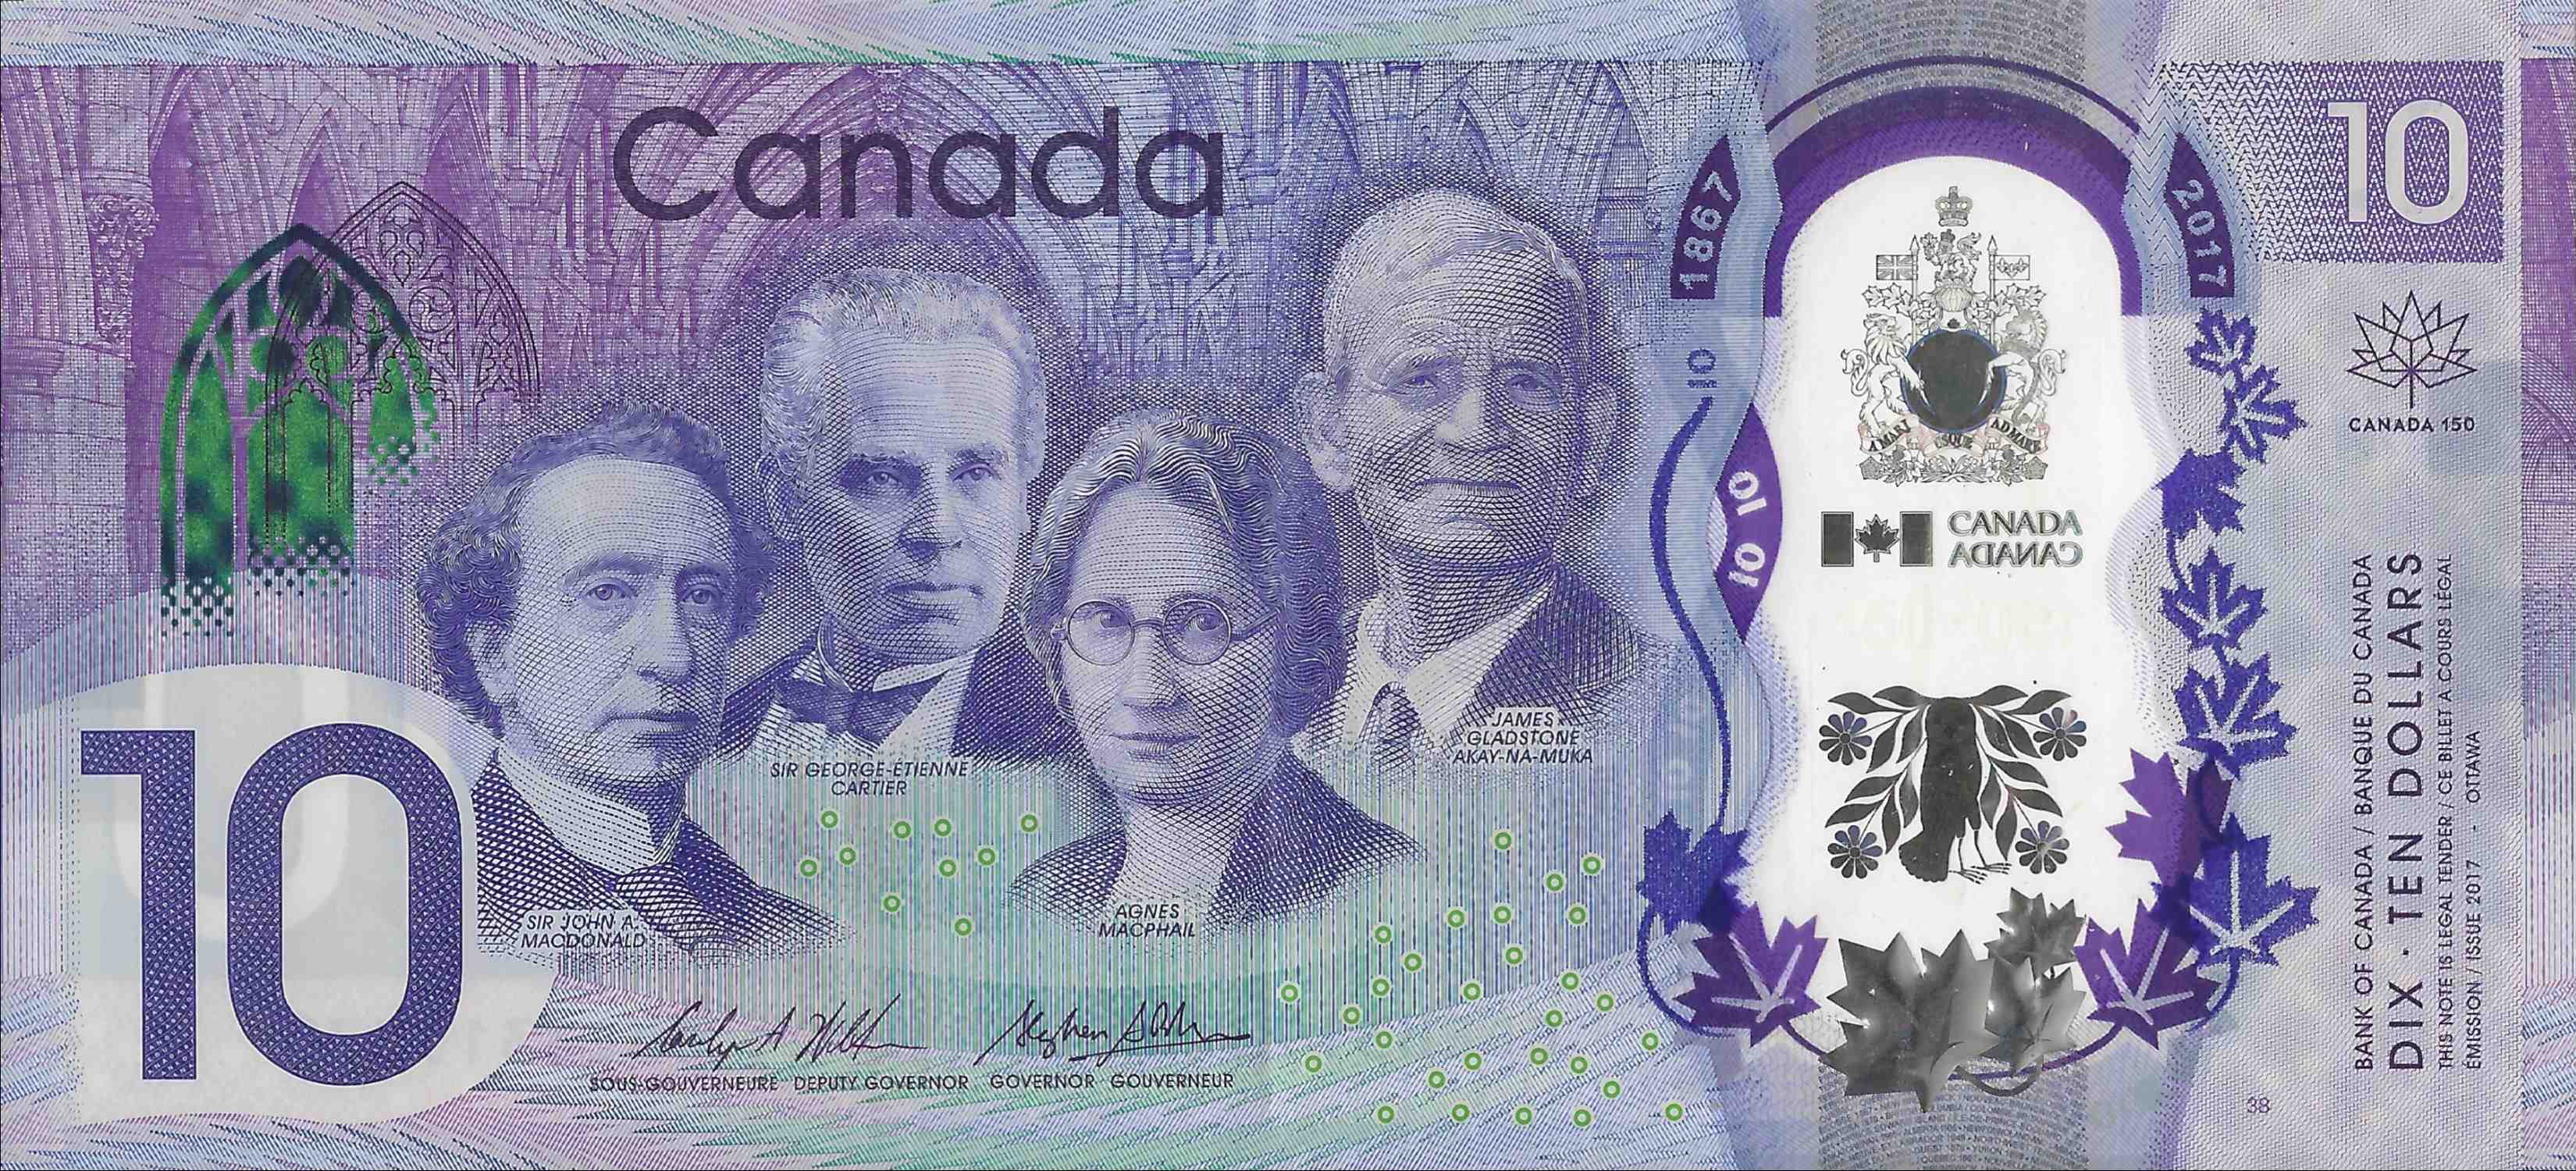 Canada
10
1867
2017
10
10
10
10
A MARI USQUE AD MARE
CANADA
CANADA
CANADA 150
BANK OF CANADA / BANQUE DU CANADA
DIX · TEN DOLLARS
THIS NOTE IS LEGAL TENDER / CE BILLET A COURS LÉGAL
EMISSION / ISSUE 2017 - OTTAWA
SIR JOHN A.
MACDONALD
SIR GEORGE-ÉTIENNE
CARTIER
AGNES
MACPHAIL
JAMES
GLADSTONE
AKAY-NA-MUKA
SOUS-GOUVERNEURE DEPUTY GOVERNOR GOVERNOR GOUVERNEUR
38